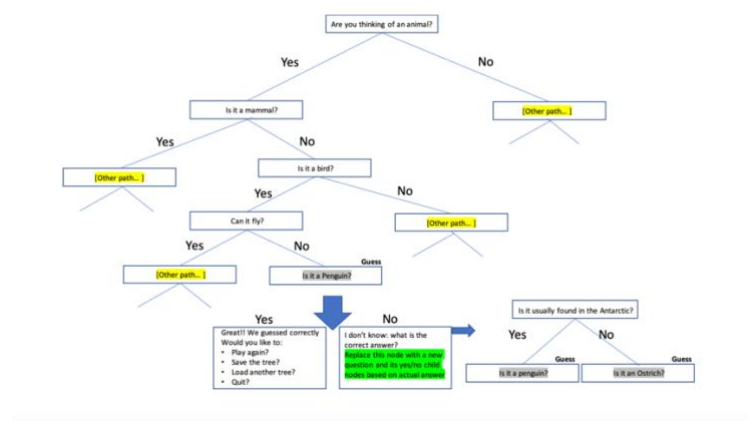 Are you thinking of an animal?
Yes
No
Is it a mammal?
[Other path... ]
Yes
No
Is it a bird?
[Other path... ]
Yes
No
Can it fly?
[Other path... ]
Yes
No
Guess
[Other path... ]
Is it a Penguin?
Is it usually found in the Antarctic?
Yes
No
Great!! We guessed correctly
Would you like to:
• Play again?
• Save the tree?
• Load another tree?
• Quit?
I don't know: what is the
correct answer?
Replace this node with a new
question and its yes/no child
nodes based on actual answer
Yes
No
Guess
Guess
Is it a penguin?
Is it an Ostrich?